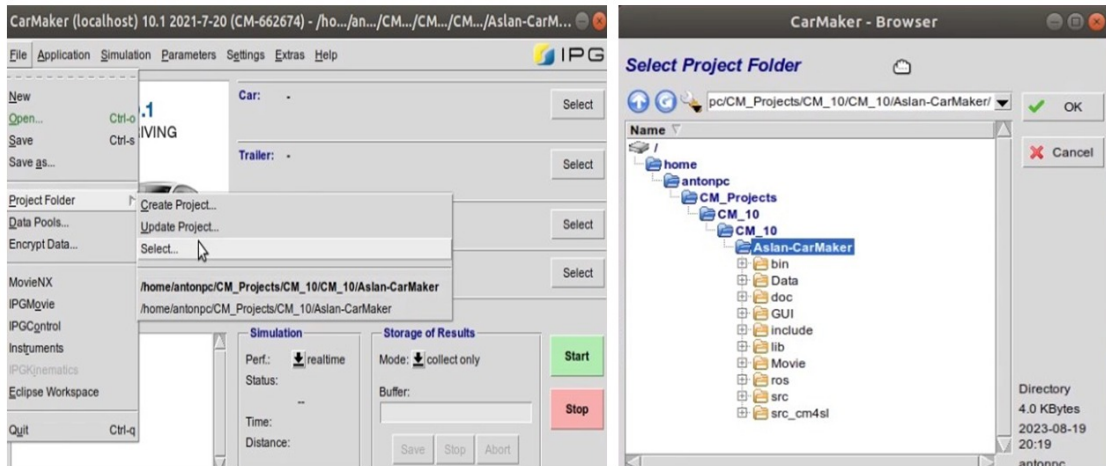 CarMaker (localhost) 10.1 2021-7-20 (CM-662674) - /ho.../an.../CM.../CM.../CM.../Aslan-CarM...
File Application Simulation Parameters Settings Extras Help
IPG
New
Open... Ctrl-o
Save Ctrl-s
Save as...
Project Folder
Data Pools...
Encrypt Data...
MovieNX
IPGMovie
IPGControl
Instruments
IPGKinematics
Eclipse Workspace
Quit Ctrl-q
.1
IVING
Create Project...
Update Project...
Select...
/home/antonpc/CM_Projects/CM_10/CM_10/Aslan-CarMaker
/home/antonpc/CM_Projects/CM_10/Aslan-CarMaker
Car: -
Select
Trailer: -
Select
Select
Select
Simulation
Perf.: realtime
Status:
--
Time:
Distance:
Storage of Results
Mode: collect only
Buffer:
Save Stop Abort
Start
Stop
CarMaker - Browser
Select Project Folder
pc/CM_Projects/CM_10/CM_10/Aslan-CarMaker/
OK
Cancel
Name
/
home
antonpc
CM_Projects
CM_10
CM_10
Aslan-CarMaker
bin
Data
doc
GUI
include
lib
Movie
ros
src
src_cm4sl
Directory
4.0 KBytes
2023-08-19
20:19
antonpc